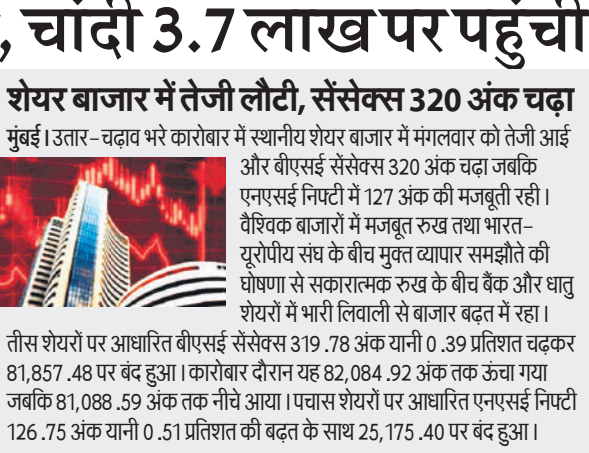 , चांदी 3.7 लाख पर पहुंची
शेयर बाजार में तेजी लौटी, सेंसेक्स 320 अंक चढ़ा
मुंबई। उतार-चढ़ाव भरे कारोबार में स्थानीय शेयर बाजार में मंगलवार को तेजी आई
और बीएसई सेंसेक्स 320 अंक चढ़ा जबकि
एनएसई निफ्टी में 127 अंक की मजबूती रही।
वैश्विक बाजारों में मजबूत रुख तथा भारत-
यूरोपीय संघ के बीच मुक्त व्यापार समझौते की
घोषणा से सकारात्मक रुख के बीच बैंक और धातु
शेयरों में भारी लिवाली से बाजार बढ़त में रहा।
तीस शेयरों पर आधारित बीएसई सेंसेक्स 319.78 अंक यानी 0.39 प्रतिशत चढ़कर
81,857.48 पर बंद हुआ। कारोबार दौरान यह 82,084.92 अंक तक ऊंचा गया
जबकि 81,088.59 अंक तक नीचे आया। पचास शेयरों पर आधारित एनएसई निफ्टी
126.75 अंक यानी 0.51 प्रतिशत की बढ़त के साथ 25,175.40 पर बंद हुआ।